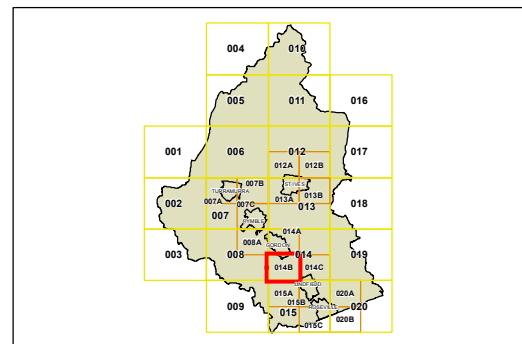 004 010
005 011 016
001 006 012 017
012A 012B
TURRAMURRA 007B ST IVES
002 007A 007C 013A 013B 018
007 PYMBLE 013
008A GORDON 014A
003 008 014 019
014B 014C
LINDFIELD
009 015A 015B 020A 020
015 ROSEVILLE 020B
015C